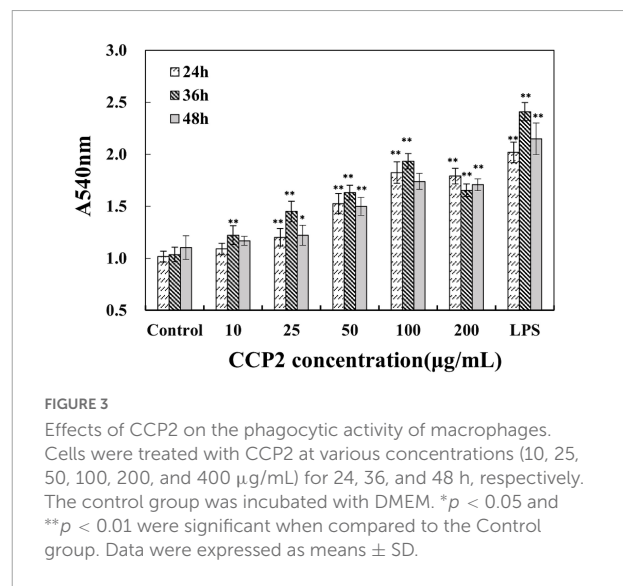 3.0
2.5
2.0
1.5
1.0
0.5
A540nm
24h
36h
48h
** ** ** ** * ** ** ** ** ** ** ** ** ** ** **
Control 10 25 50 100 200 LPS
CCP2 concentration(μg/mL)
FIGURE 3
Effects of CCP2 on the phagocytic activity of macrophages.
Cells were treated with CCP2 at various concentrations (10, 25,
50, 100, 200, and 400 μg/mL) for 24, 36, and 48 h, respectively.
The control group was incubated with DMEM. *p < 0.05 and
**p < 0.01 were significant when compared to the Control
group. Data were expressed as means ± SD.